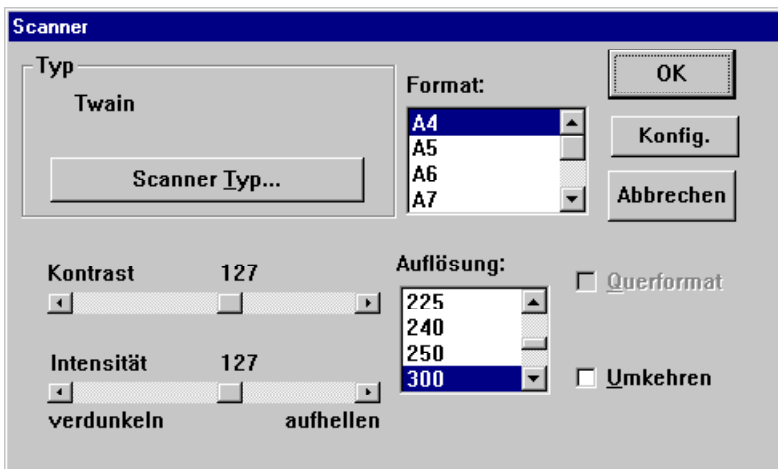 Scanner
Typ
Twain
Scanner Typ...
Format:
A4
A5
A6
A7
OK
Konfig.
Abbrechen
Kontrast 127
Intensität 127
verdunkeln aufhellen
Auflösung:
225
240
250
300
Querformat
Umkehren